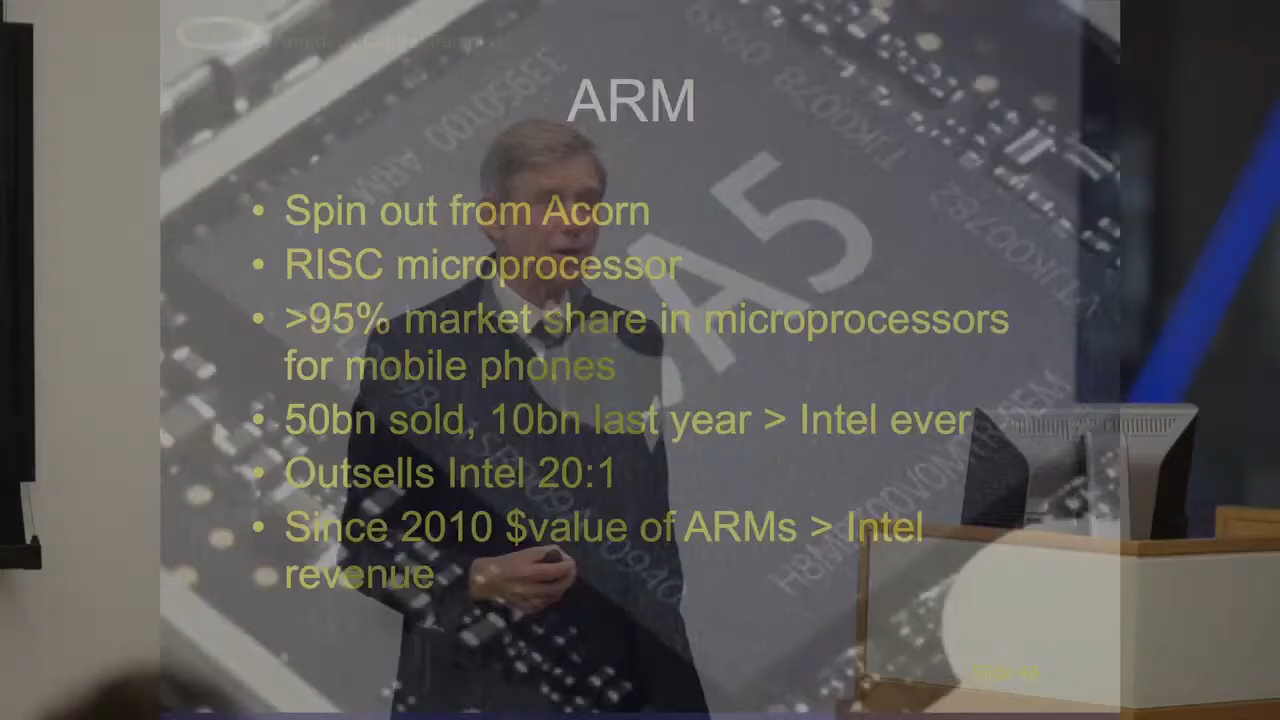 ARM
• Spin out from Acorn
• RISC microprocessor
• >95% market share in microprocessors
for mobile phones
• 50bn sold, 10bn last year > Intel ever
• Outsells Intel 20:1
• Since 2010 $value of ARMs > Intel
revenue
A5